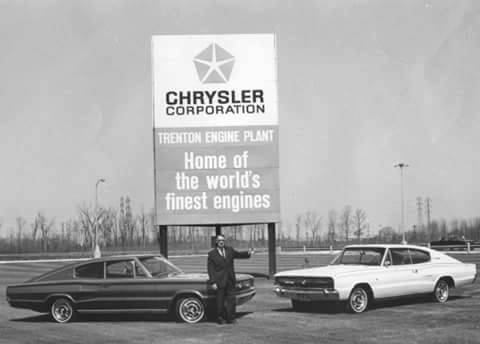 CHRYSLER
CORPORATION
TRENTON ENGINE PLANT
Home of
the world's
finest engines